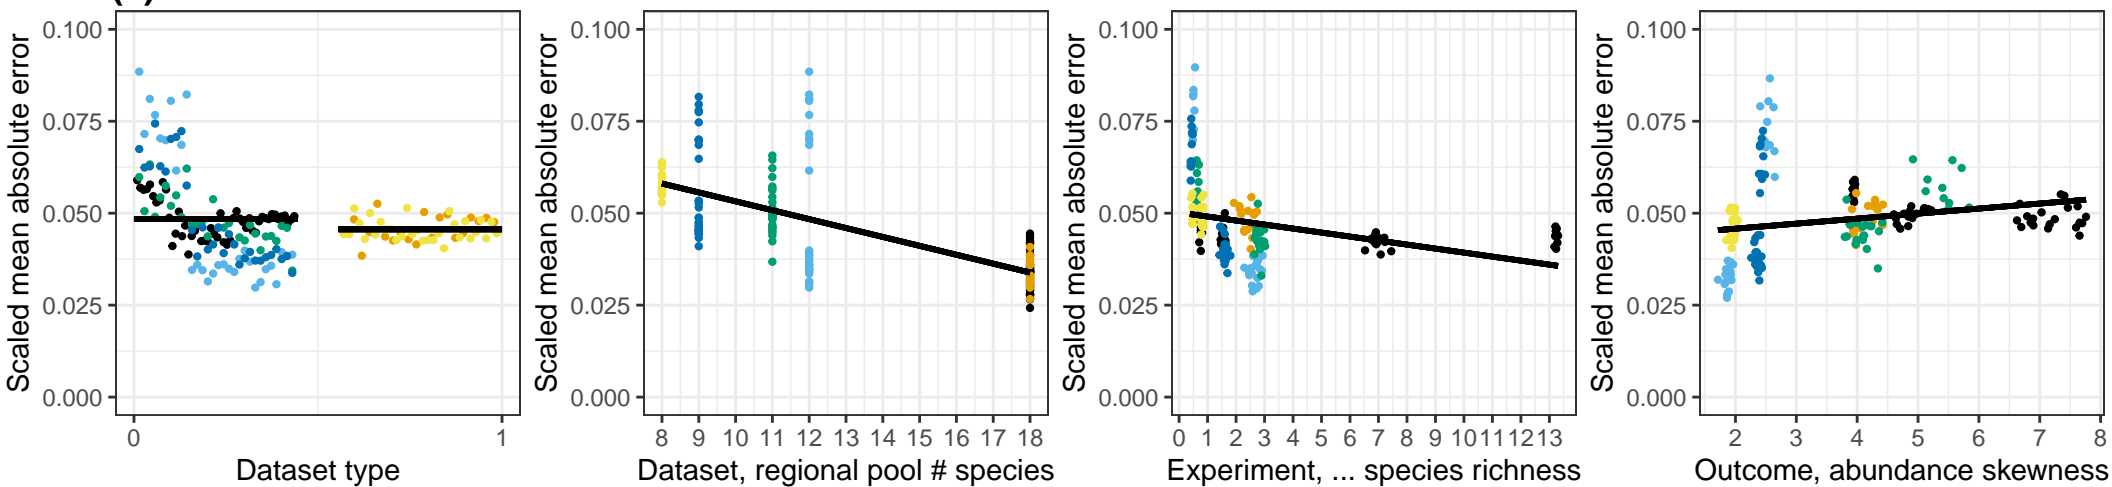 Scaled mean absolute error
0.100
0.075
0.050
0.025
0.000
0 1
Dataset type
Scaled mean absolute error
0.100
0.075
0.050
0.025
0.000
8 9 10 11 12 13 14 15 16 17 18
Dataset, regional pool # species
Scaled mean absolute error
0.100
0.075
0.050
0.025
0.000
0 1 2 3 4 5 6 7 8 9 10 11 12 13
Experiment, ... species richness
Scaled mean absolute error
0.100
0.075
0.050
0.025
0.000
2 3 4 5 6 7 8
Outcome, abundance skewness